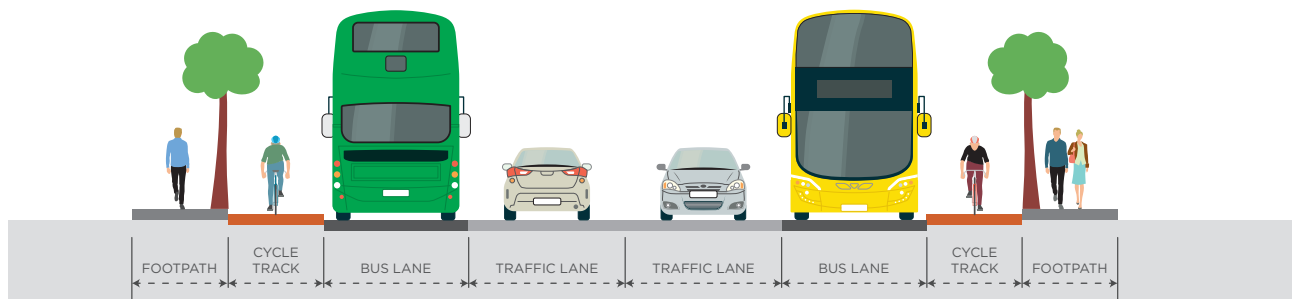 FOOTPATH
CYCLE
TRACK
BUS LANE
TRAFFIC LANE
TRAFFIC LANE
BUS LANE
CYCLE
TRACK
FOOTPATH